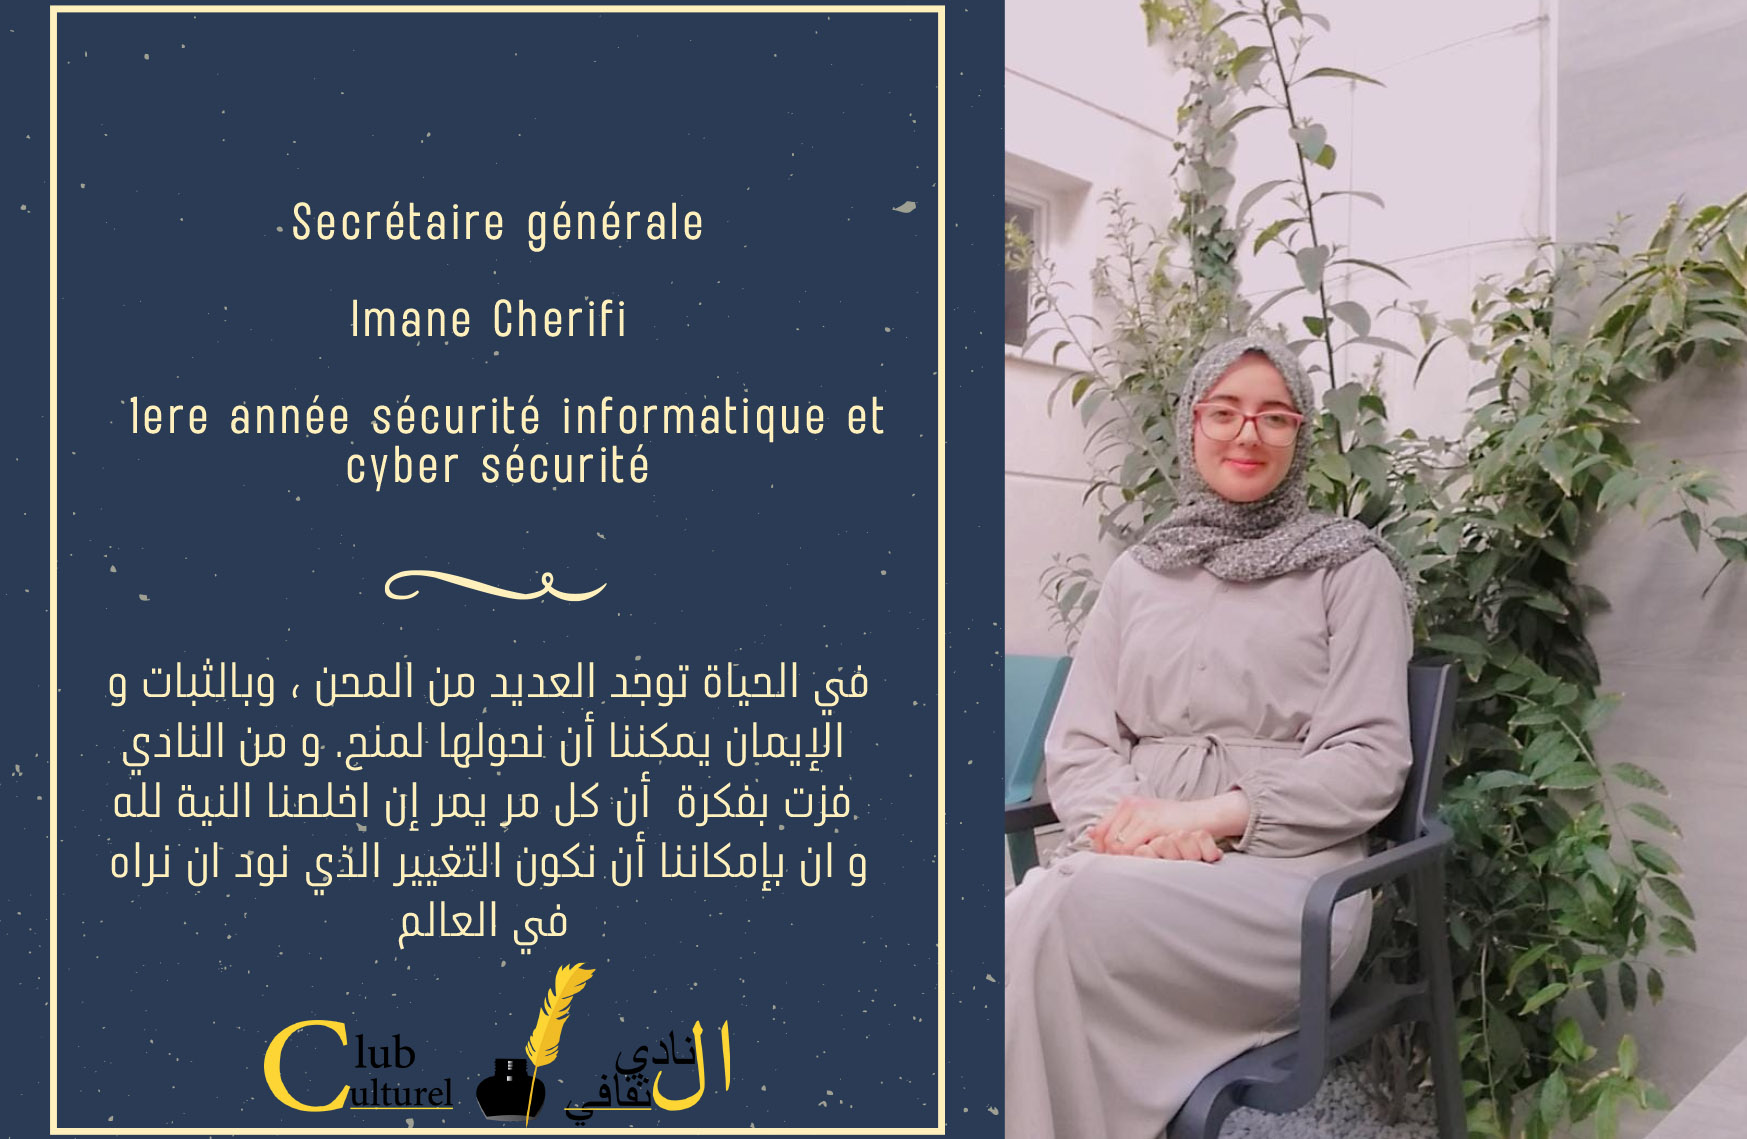 Secrétaire générale
Imane Cherifi
1ere année sécurité informatique et
cyber sécurité
في الحياة توجد العديد من المحن ، وبالثبات و
الإيمان يمكننا أن نحولها لمنح. و من النادي
فزت بفكرة أن كل مر يمر إن اخلصنا النية لله
و ان بإمكاننا أن نكون التغيير الذي نود ان نراه
في العالم
Club
Culturel
النادي
الثقافي